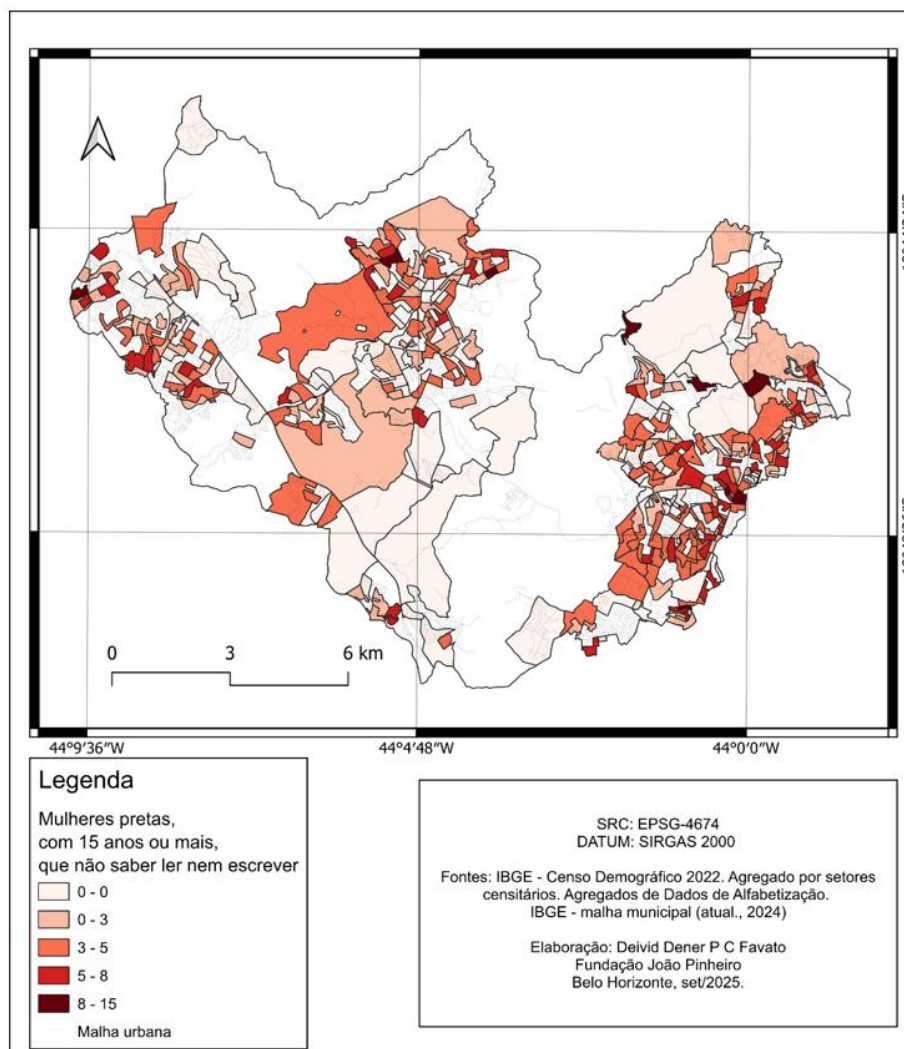 0 3 6 km
44°9'36"W 44°4'48"W 44°0'0"W
Legenda
Mulheres pretas,
com 15 anos ou mais,
que não saber ler nem escrever
0 - 0
0 - 3
3 - 5
5 - 8
8 - 15
Malha urbana
SRC: EPSG-4674
DATUM: SIRGAS 2000
Fontes: IBGE - Censo Demográfico 2022. Agregado por setores
censitários. Agregados de Dados de Alfabetização.
IBGE - malha municipal (atual., 2024)
Elaboração: Deivid Dener P C Favato
Fundação João Pinheiro
Belo Horizonte, set/2025.